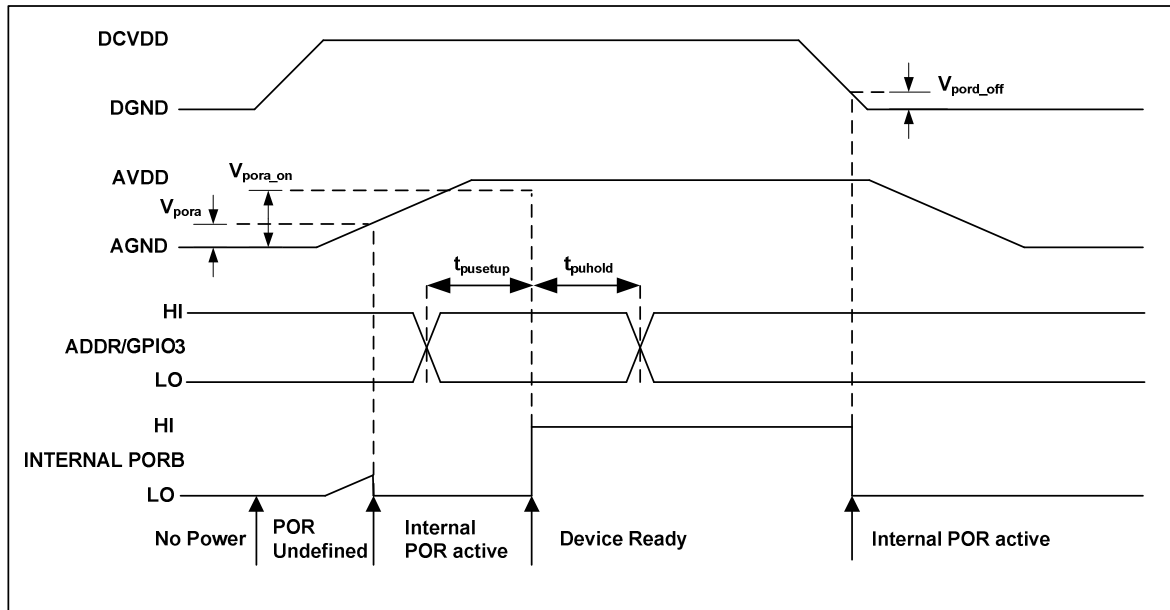 DCVDD
DGND
Vpord_off
AVDD
Vpora_on
Vpora
AGND
tpusetup
tpuhold
HI
ADDR/GPIO3
LO
HI
INTERNAL PORB
LO
No Power
POR
Undefined
Internal
POR active
Device Ready
Internal POR active